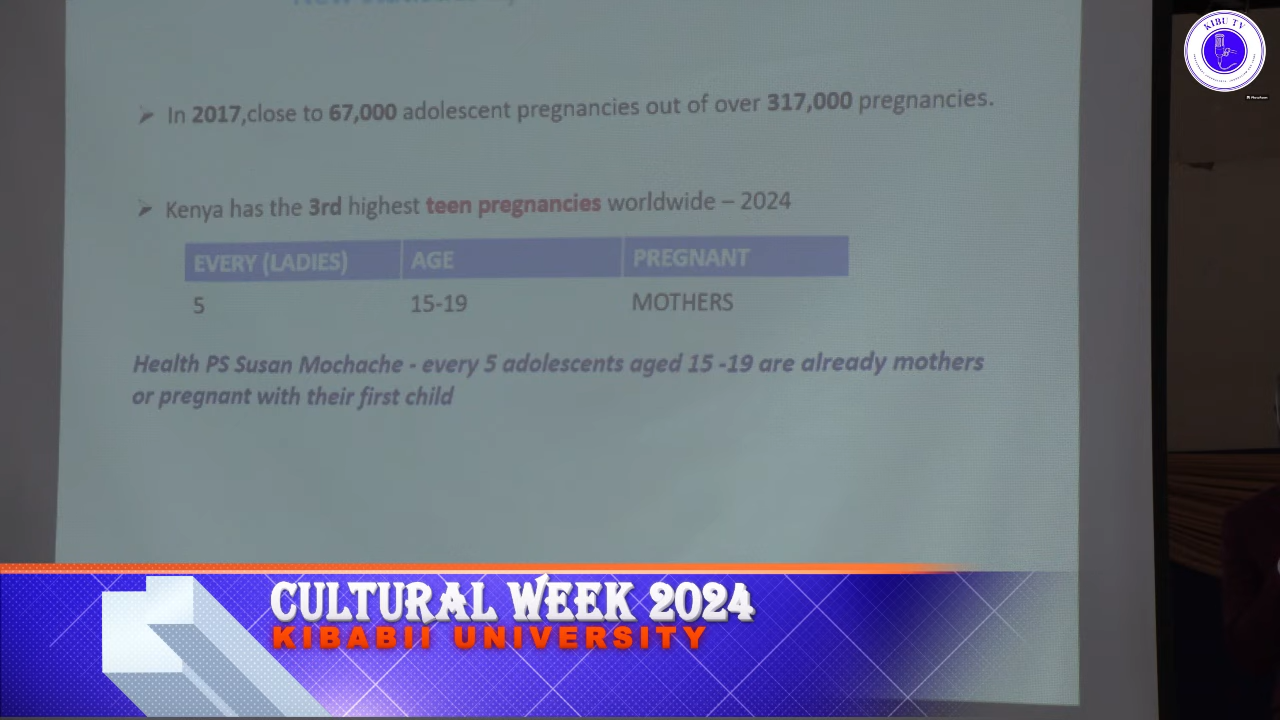 KIBU TV
➢ In 2017,close to 67,000 adolescent pregnancies out of over 317,000 pregnancies.
➢ Kenya has the 3rd highest teen pregnancies worldwide – 2024
EVERY (LADIES) AGE PREGNANT
5 15-19 MOTHERS
Health PS Susan Mochache - every 5 adolescents aged 15 -19 are already mothers
or pregnant with their first child
CULTURAL WEEK 2024
KIBABII UNIVERSITY